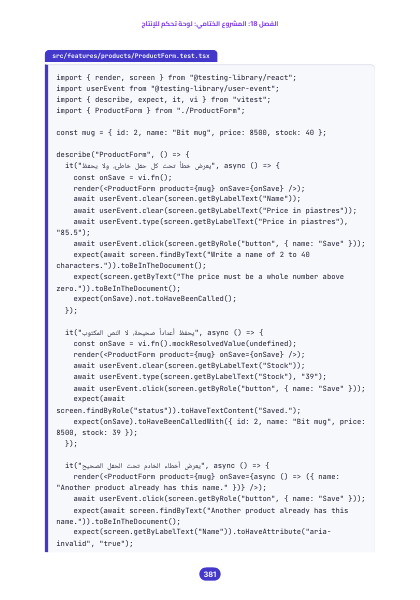 الفصل 18: المشروع الختامي: لوحة تحكم للإنتاج
src/features/products/ProductForm.test.tsx
import { render, screen } from "@testing-library/react";
import userEvent from "@testing-library/user-event";
import { describe, expect, it, vi } from "vitest";
import { ProductForm } from "./ProductForm";
const mug = { id: 2, name: "Bit mug", price: 8500, stock: 40 };
describe("ProductForm", () => {
it("يعرض خطأ تحت كل حقل خاطئ، ولا يحفظ", async () => {
const onSave = vi.fn();
render(<ProductForm product={mug} onSave={onSave} />);
await userEvent.clear(screen.getByLabelText("Name"));
await userEvent.clear(screen.getByLabelText("Price in piastres"));
await userEvent.type(screen.getByLabelText("Price in piastres"),
"85.5");
await userEvent.click(screen.getByRole("button", { name: "Save" }));
expect(await screen.findByText("Write a name of 2 to 40
characters.")).toBeInTheDocument();
expect(screen.getByText("The price must be a whole number above
zero.")).toBeInTheDocument();
expect(onSave).not.toHaveBeenCalled();
});
it("يحفظ أعداداً صحيحة، لا النص المكتوب", async () => {
const onSave = vi.fn().mockResolvedValue(undefined);
render(<ProductForm product={mug} onSave={onSave} />);
await userEvent.clear(screen.getByLabelText("Stock"));
await userEvent.type(screen.getByLabelText("Stock"), "39");
await userEvent.click(screen.getByRole("button", { name: "Save" }));
expect(await
screen.findByRole("status")).toHaveTextContent("Saved.");
expect(onSave).toHaveBeenCalledWith({ id: 2, name: "Bit mug", price:
8500, stock: 39 });
});
it("يعرض أخطاء الخادم تحت الحقل الصحيح", async () => {
render(<ProductForm product={mug} onSave={async () => ({ name:
"Another product already has this name." })} />);
await userEvent.click(screen.getByRole("button", { name: "Save" }));
expect(await screen.findByText("Another product already has this
name.")).toBeInTheDocument();
expect(screen.getByLabelText("Name")).toHaveAttribute("aria-
invalid", "true");
381